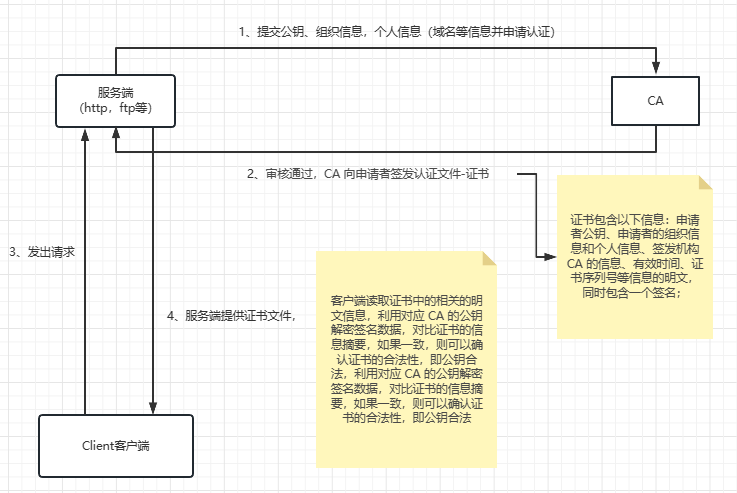 1、提交公钥、组织信息，个人信息（域名等信息并申请认证）
服务端
（http，ftp等）
CA
2、审核通过，CA 向申请者签发认证文件-证书
证书包含以下信息：申请
者公钥、申请者的组织信
息和个人信息、签发机构
CA 的信息、有效时间、证
书序列号等信息的明文，
同时包含一个签名；
3、发出请求
4、服务端提供证书文件，
客户端读取证书中的相关的明
文信息，利用对应 CA 的公钥
解密签名数据，对比证书的信
息摘要，如果一致，则可以确
认证书的合法性，即公钥合
法，利用对应 CA 的公钥解密
签名数据，对比证书的信息摘
要，如果一致，则可以确认证
书的合法性，即公钥合法
Client客户端